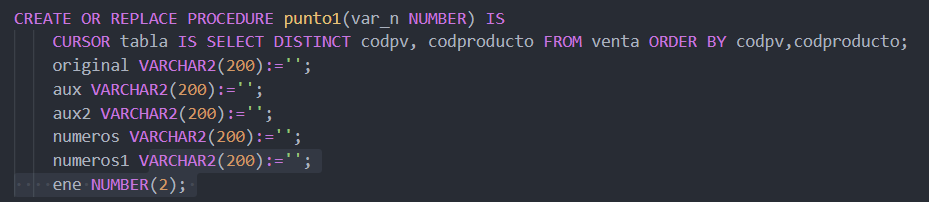 CREATE OR REPLACE PROCEDURE punto1(var_n NUMBER) IS
CURSOR tabla IS SELECT DISTINCT codpv, codproducto FROM venta ORDER BY codpv,codproducto;
original VARCHAR2(200):='';
aux VARCHAR2(200):='';
aux2 VARCHAR2(200):='';
numeros VARCHAR2(200):='';
numeros1 VARCHAR2(200):='';
ene NUMBER(2);